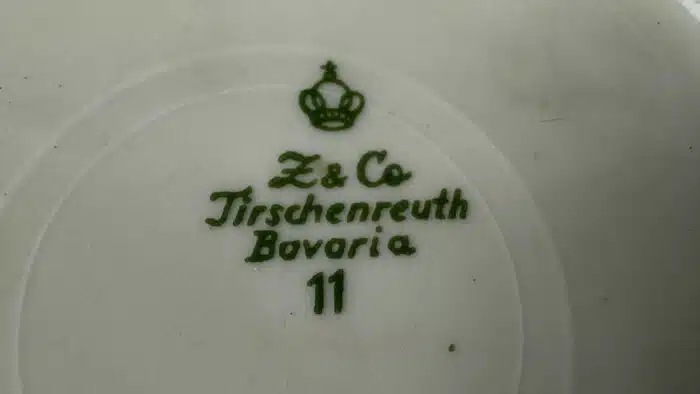 Z & Co
Tirschenreuth
Bavaria
11